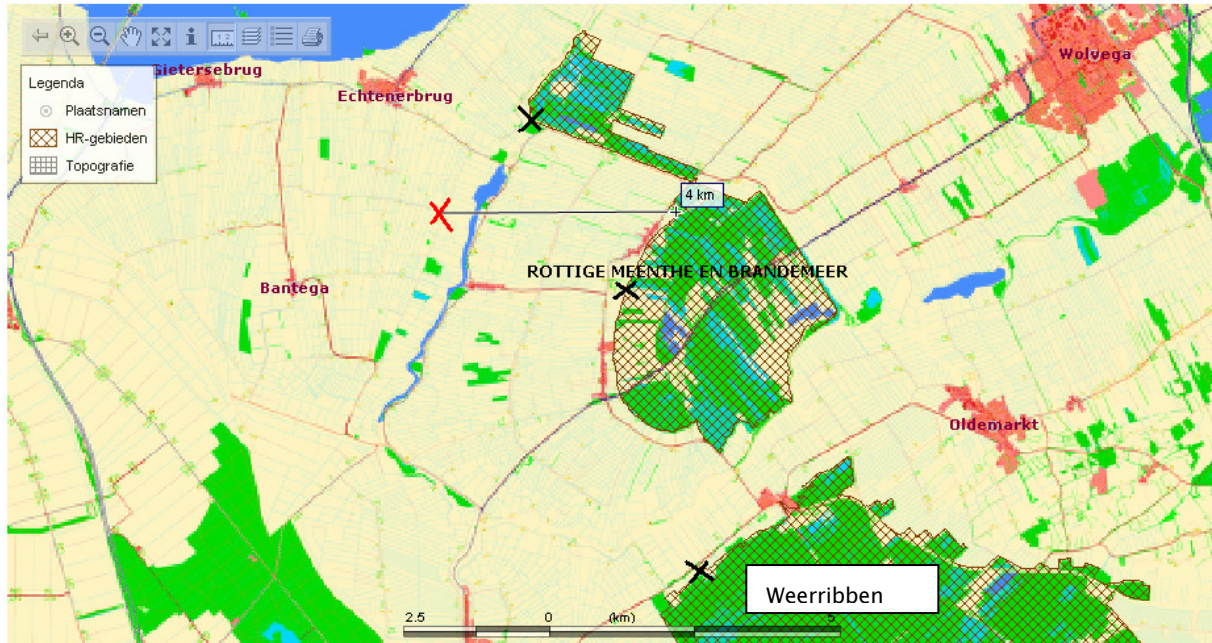 Gietersebrug
Wolvega
Legenda
Plaatsnamen
HR-gebieden
Topografie
Echtenerbrug
4 km
ROTTIGE MEENTHE EN BRANDEMEER
Bantega
Oldemarkt
Weerribben
2.5 0 (km) 5